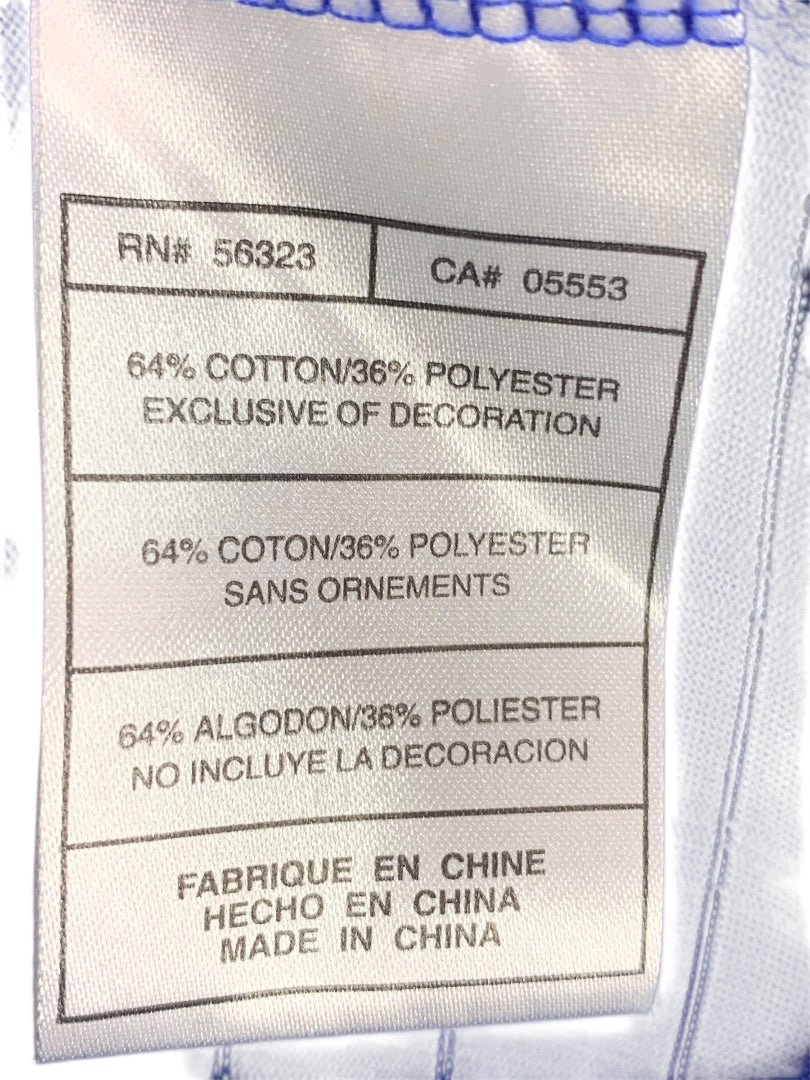 RN# 56323
CA# 05553
64% COTTON/36% POLYESTER
EXCLUSIVE OF DECORATION
64% COTON/36% POLYESTER
SANS ORNEMENTS
64% ALGODON/36% POLIESTER
NO INCLUYE LA DECORACION
FABRIQUE EN CHINE
HECHO EN CHINA
MADE IN CHINA